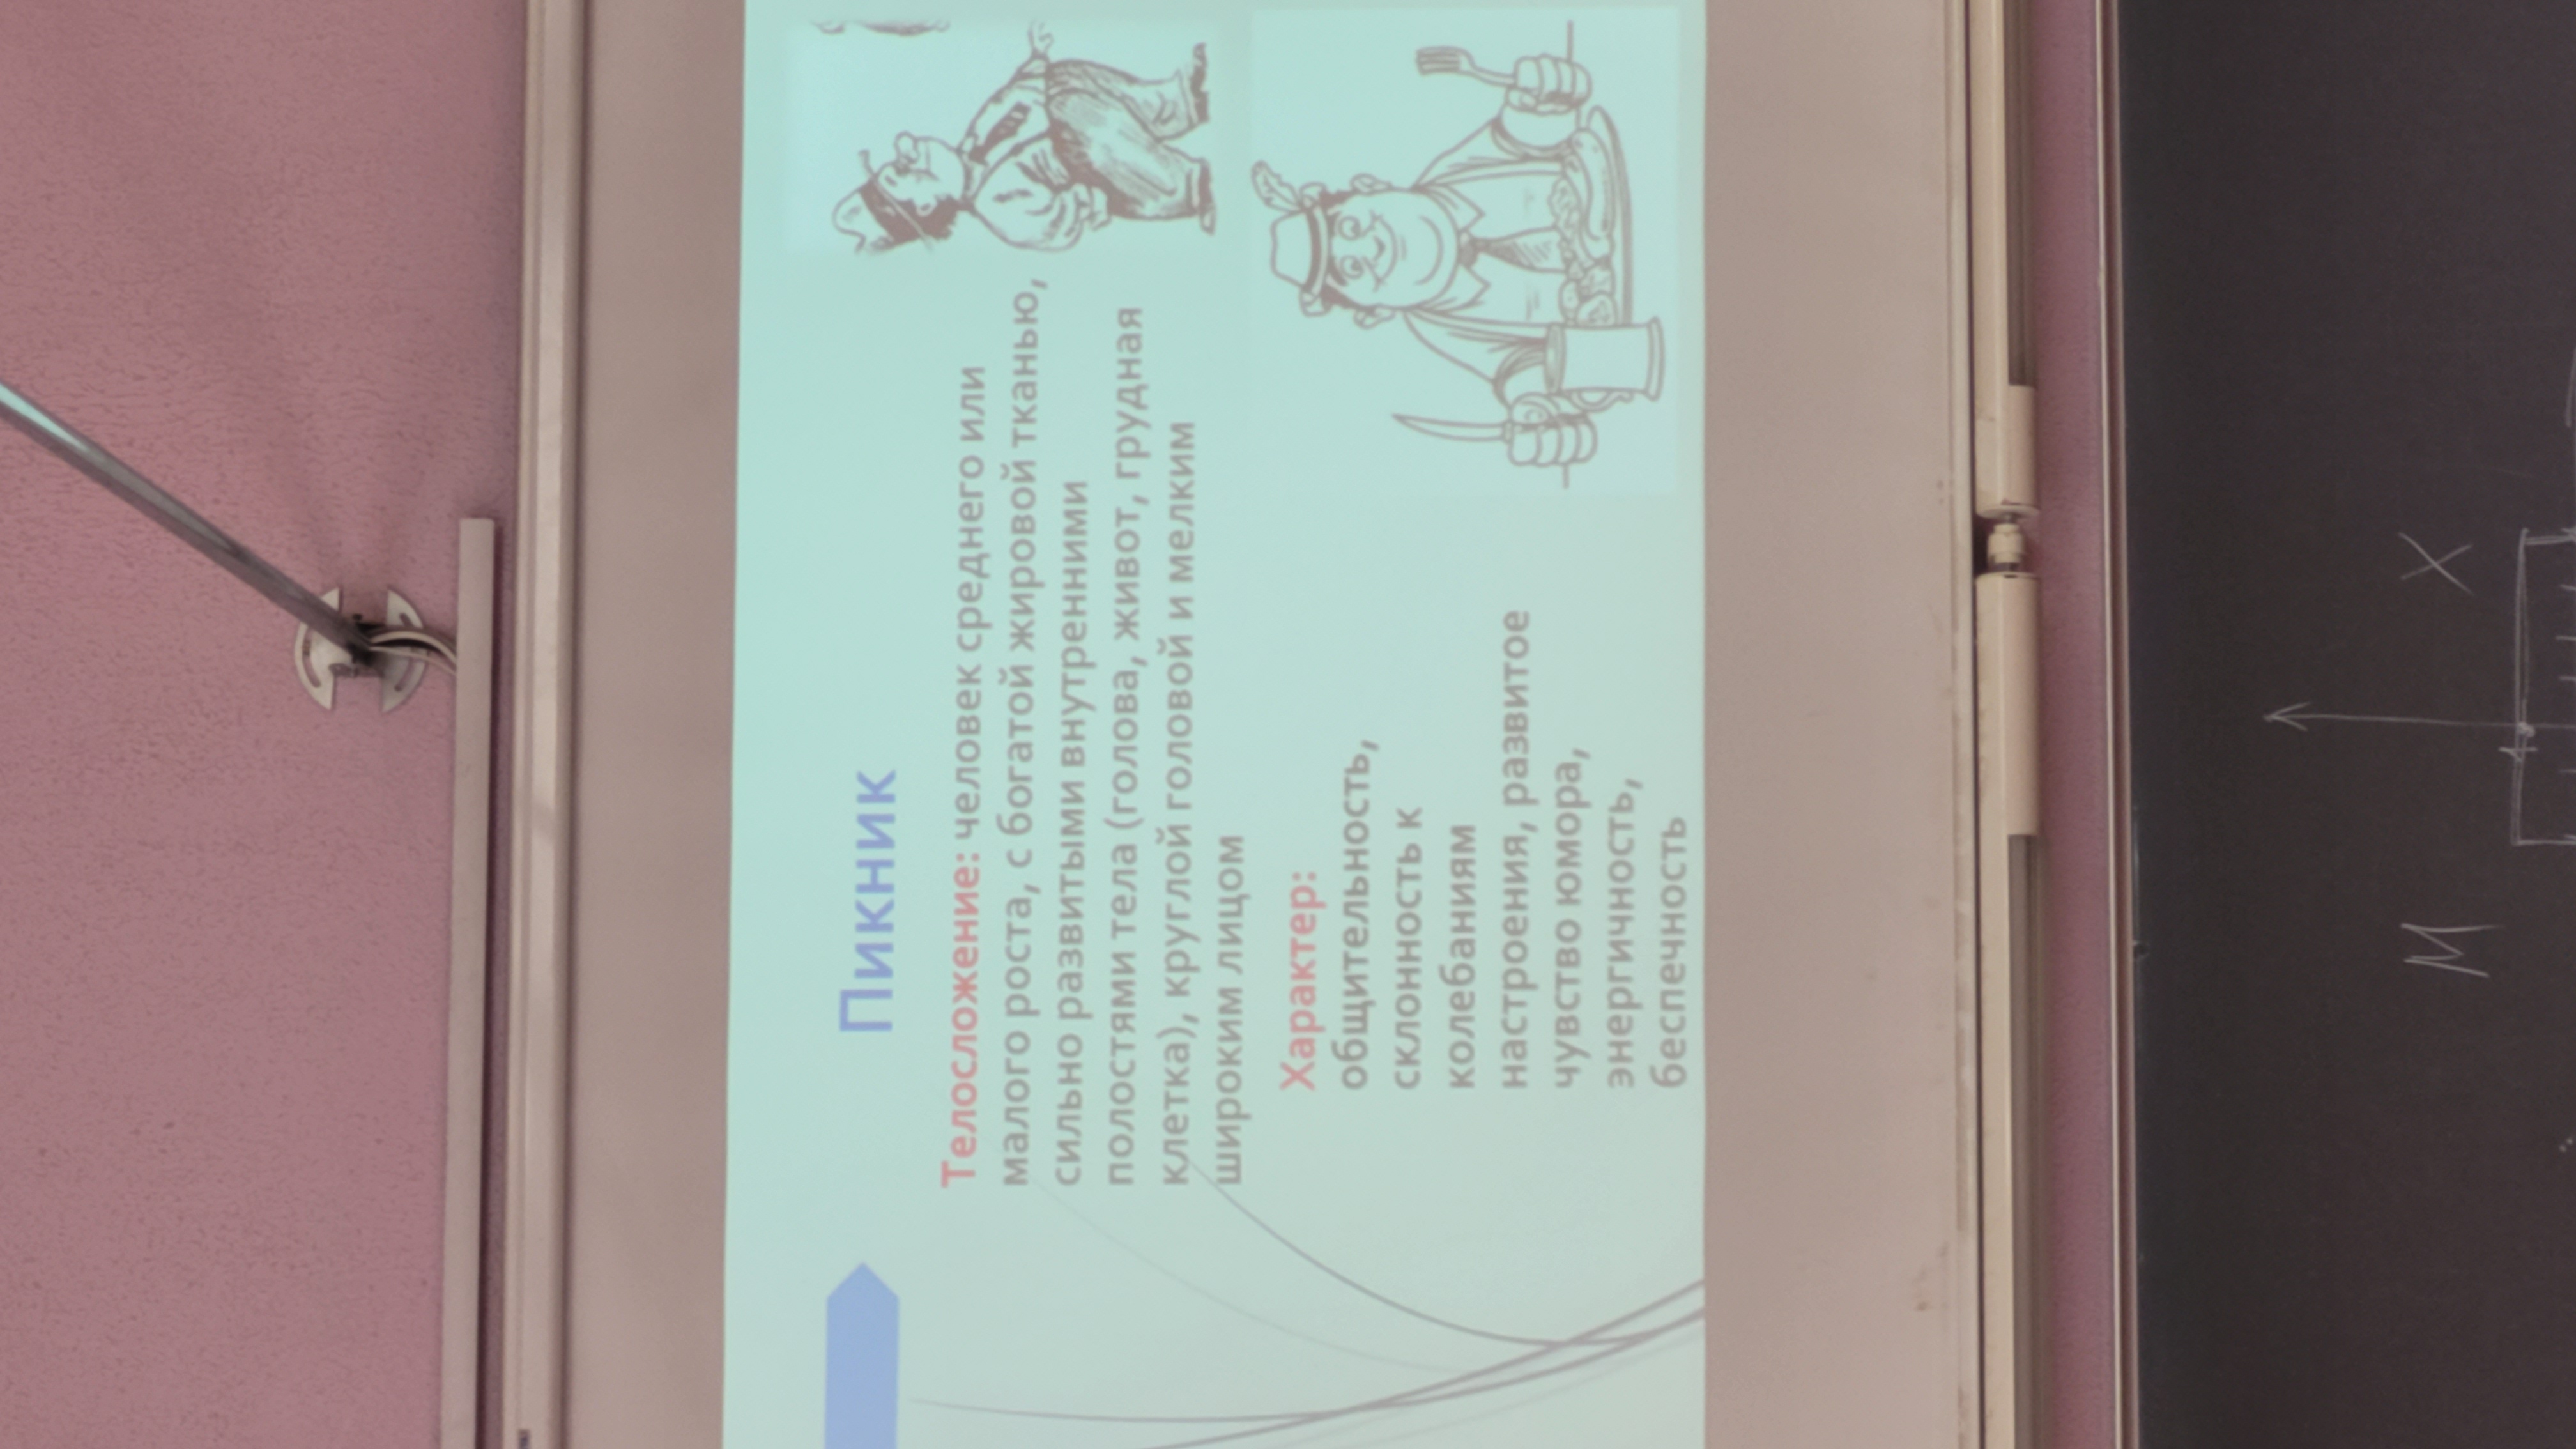 Пикник
Телосложение: человек среднего или
малого роста, с богатой жировой тканью,
сильно развитыми внутренними
полостями тела (голова, живот, грудная
клетка), круглой головой и мелким
широким лицом
Характер:
общительность,
склонность к
колебаниям
настроения, развитое
чувство юмора,
энергичность,
беспечность
М Х
1